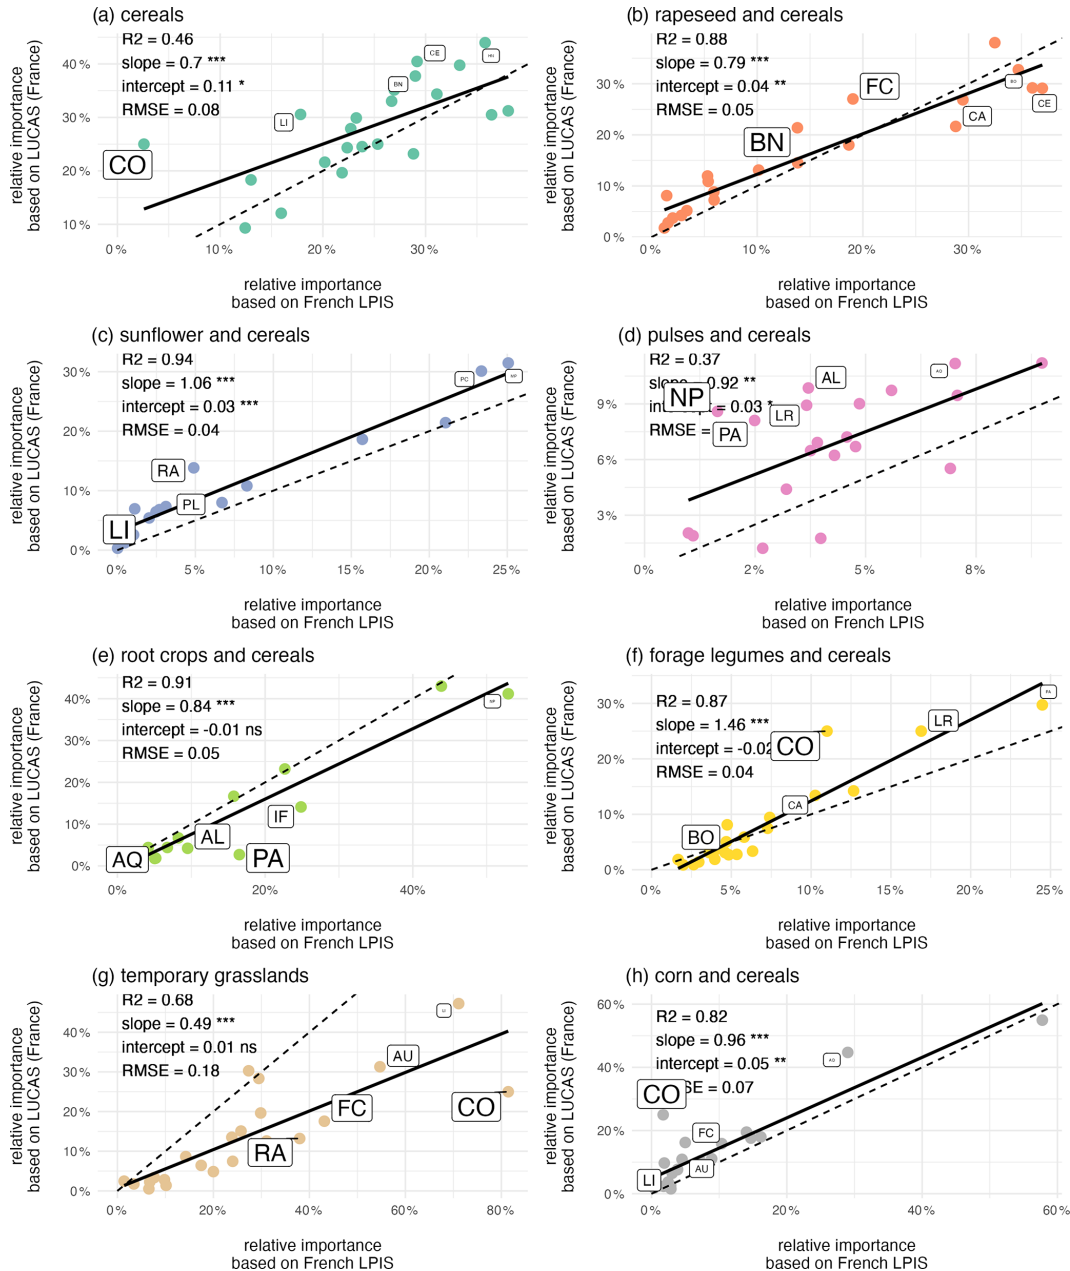 (a) cereals
R2 = 0.46
slope = 0.7 ***
intercept = 0.11 *
RMSE = 0.08
CE
BN
LI
CO
40%
30%
20%
10%
0%
10%
20%
30%
relative importance
based on LUCAS (France)
relative importance
based on French LPIS
(b) rapeseed and cereals
R2 = 0.88
slope = 0.79 ***
intercept = 0.04 **
RMSE = 0.05
FC
BN
CA
CE
30%
20%
10%
0%
0%
10%
20%
30%
relative importance
based on LUCAS (France)
relative importance
based on French LPIS
(c) sunflower and cereals
R2 = 0.94
slope = 1.06 ***
intercept = 0.03 ***
RMSE = 0.04
PC
RA
PL
LI
30%
20%
10%
0%
0%
5%
10%
15%
20%
25%
relative importance
based on LUCAS (France)
relative importance
based on French LPIS
(d) pulses and cereals
R2 = 0.37
0.92 **
0.03 *
RMSE =
NP
AL
LR
PA
AQ
9%
6%
3%
0%
2%
5%
8%
relative importance
based on LUCAS (France)
relative importance
based on French LPIS
(e) root crops and cereals
R2 = 0.91
slope = 0.84 ***
intercept = -0.01 ns
RMSE = 0.05
NP
IF
AL
AQ
PA
40%
30%
20%
10%
0%
0%
20%
40%
relative importance
based on LUCAS (France)
relative importance
based on French LPIS
(f) forage legumes and cereals
R2 = 0.87
slope = 1.46 ***
intercept = -0.02
RMSE = 0.04
PA
LR
CO
CA
BO
30%
20%
10%
0%
0%
5%
10%
15%
20%
25%
relative importance
based on LUCAS (France)
relative importance
based on French LPIS
(g) temporary grasslands
R2 = 0.68
slope = 0.49 ***
intercept = 0.01 ns
RMSE = 0.18
AU
FC
CO
RA
40%
30%
20%
10%
0%
0%
20%
40%
60%
80%
relative importance
based on LUCAS (France)
relative importance
based on French LPIS
(h) corn and cereals
R2 = 0.82
slope = 0.96 ***
intercept = 0.05 **
SE = 0.07
CO
FC
AU
LI
60%
40%
20%
0%
0%
20%
40%
60%
relative importance
based on LUCAS (France)
relative importance
based on French LPIS